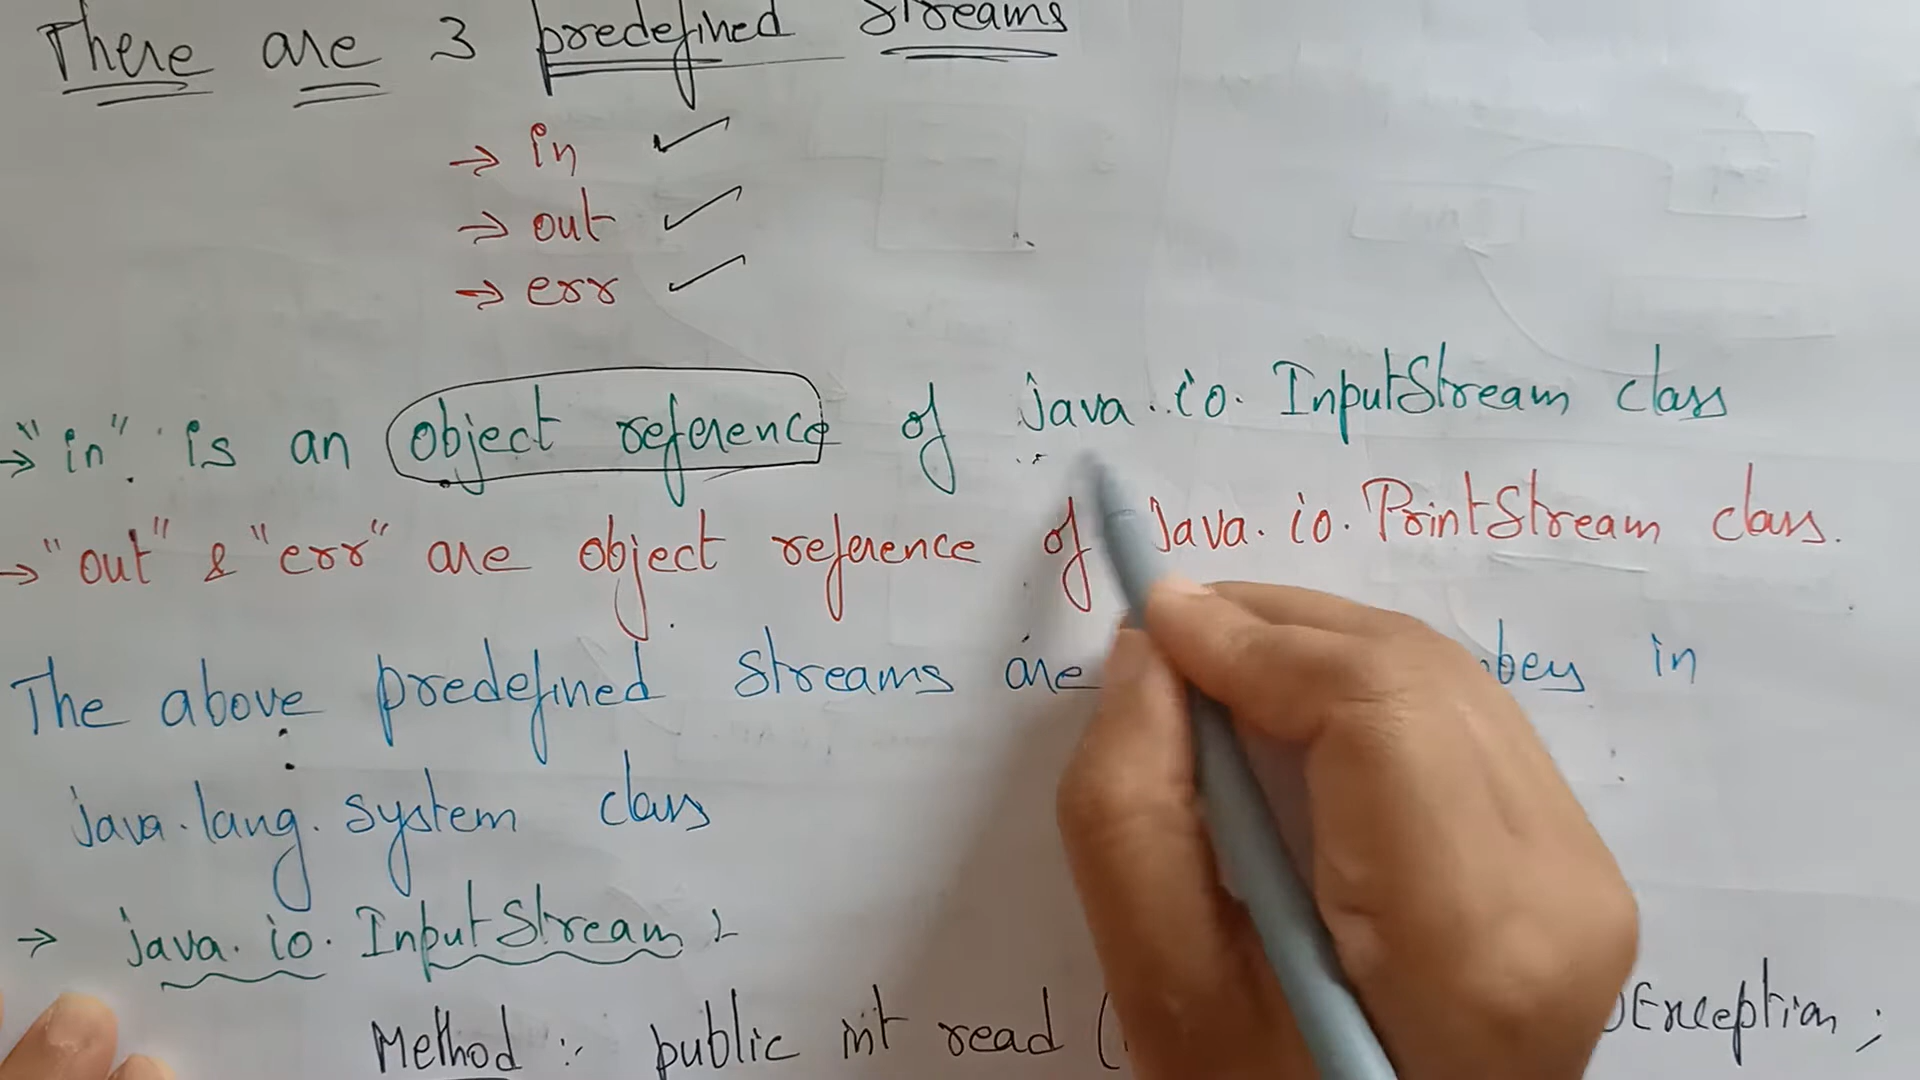 There are 3 predefined streams
→ in ✓
→ out ✓
→ err ✓
→ "in" is an object reference of java.io.InputStream class
→ "out" & "err" are object reference of Java.io.PrintStream class.
The above predefined streams are in
java.lang.system class
→ java.io.InputStream :-
Method :- public int read (